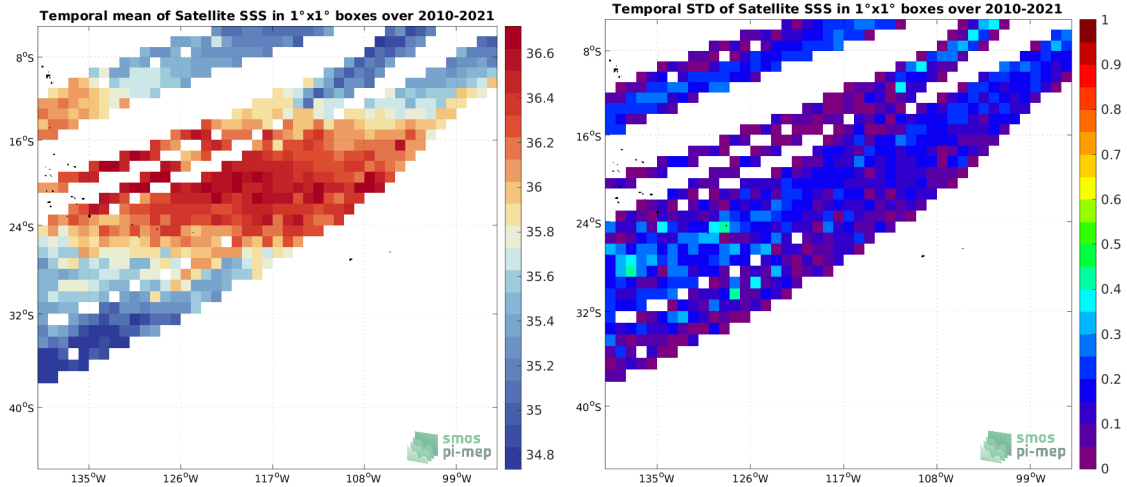 Temporal mean of Satellite SSS in 1°x1° boxes over 2010-2021
8°S
16°S
24°S
32°S
40°S
135°W
126°W
117°W
108°W
99°W
36.6
36.4
36.2
36
35.8
35.6
35.4
35.2
35
34.8
smos
pi-mep
Temporal STD of Satellite SSS in 1°x1° boxes over 2010-2021
8°S
16°S
24°S
32°S
40°S
135°W
126°W
117°W
108°W
99°W
1
0.9
0.8
0.7
0.6
0.5
0.4
0.3
0.2
0.1
0
smos
pi-mep